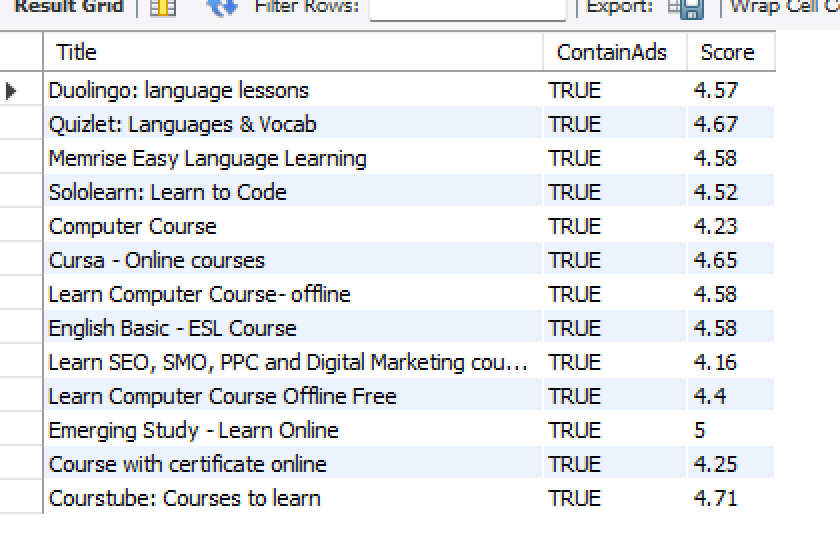 Result Grid | Filter Rows: | Export: | Wrap Cell C
Title ContainAds Score
Duolingo: language lessons TRUE 4.57
Quizlet: Languages & Vocab TRUE 4.67
Memrise Easy Language Learning TRUE 4.58
Sololearn: Learn to Code TRUE 4.52
Computer Course TRUE 4.23
Cursa - Online courses TRUE 4.65
Learn Computer Course- offline TRUE 4.58
English Basic - ESL Course TRUE 4.58
Learn SEO, SMO, PPC and Digital Marketing cou... TRUE 4.16
Learn Computer Course Offline Free TRUE 4.4
Emerging Study - Learn Online TRUE 5
Course with certificate online TRUE 4.25
Courstube: Courses to learn TRUE 4.71